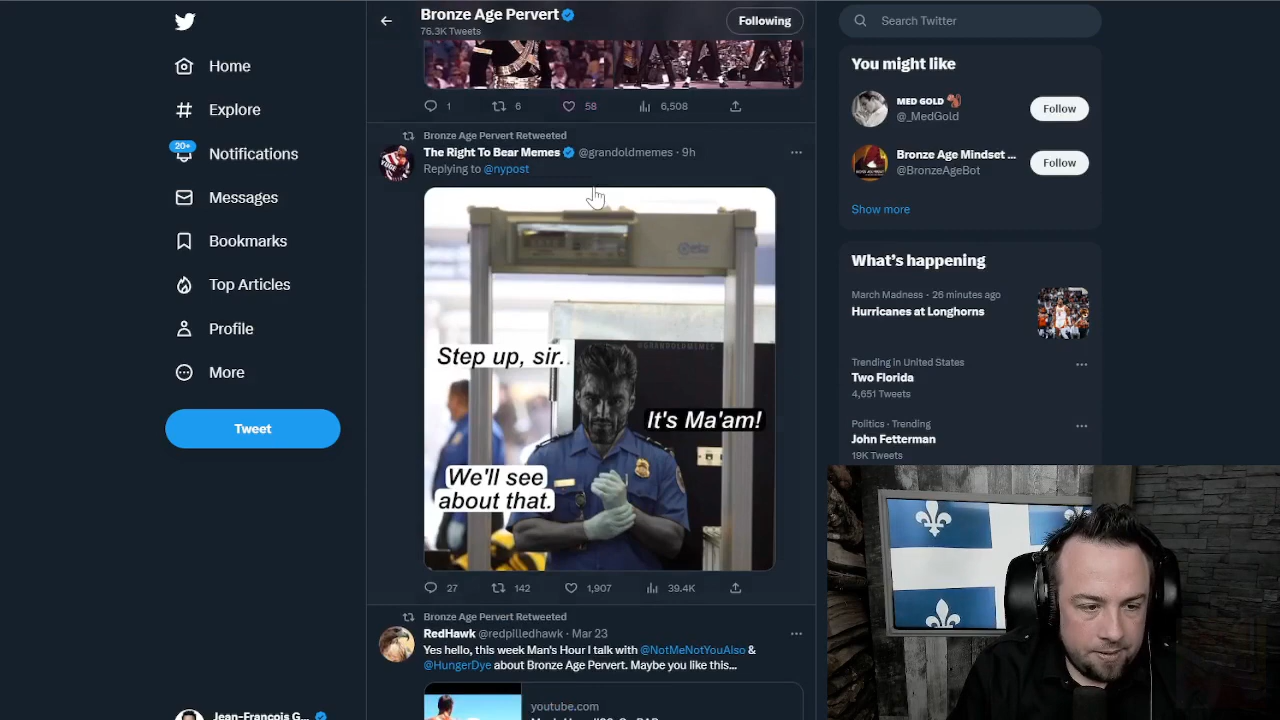 Bronze Age Pervert
76.3K Tweets
Following
Search Twitter
Home
Explore
20+
Notifications
Messages
Bookmarks
Top Articles
Profile
More
Tweet
1
6
58
6,508
Bronze Age Pervert Retweeted
The Right To Bear Memes @grandoldmemes · 9h
Replying to @nypost
@GRANDOLDMEMES
Step up, sir.
It's Ma'am!
We'll see
about that.
27
142
1,907
39.4K
Bronze Age Pervert Retweeted
RedHawk @redpilledhawk · Mar 23
Yes hello, this week Man's Hour I talk with @NotMeNotYouAlso &
@HungerDye about Bronze Age Pervert. Maybe you like this...
youtube.com
You might like
MED GOLD
@_MedGold
Follow
Bronze Age Mindset ...
@BronzeAgeBot
Follow
Show more
What's happening
March Madness · 26 minutes ago
Hurricanes at Longhorns
Trending in United States
Two Florida
4,651 Tweets
Politics · Trending
John Fetterman
19K Tweets
Jean-François G...